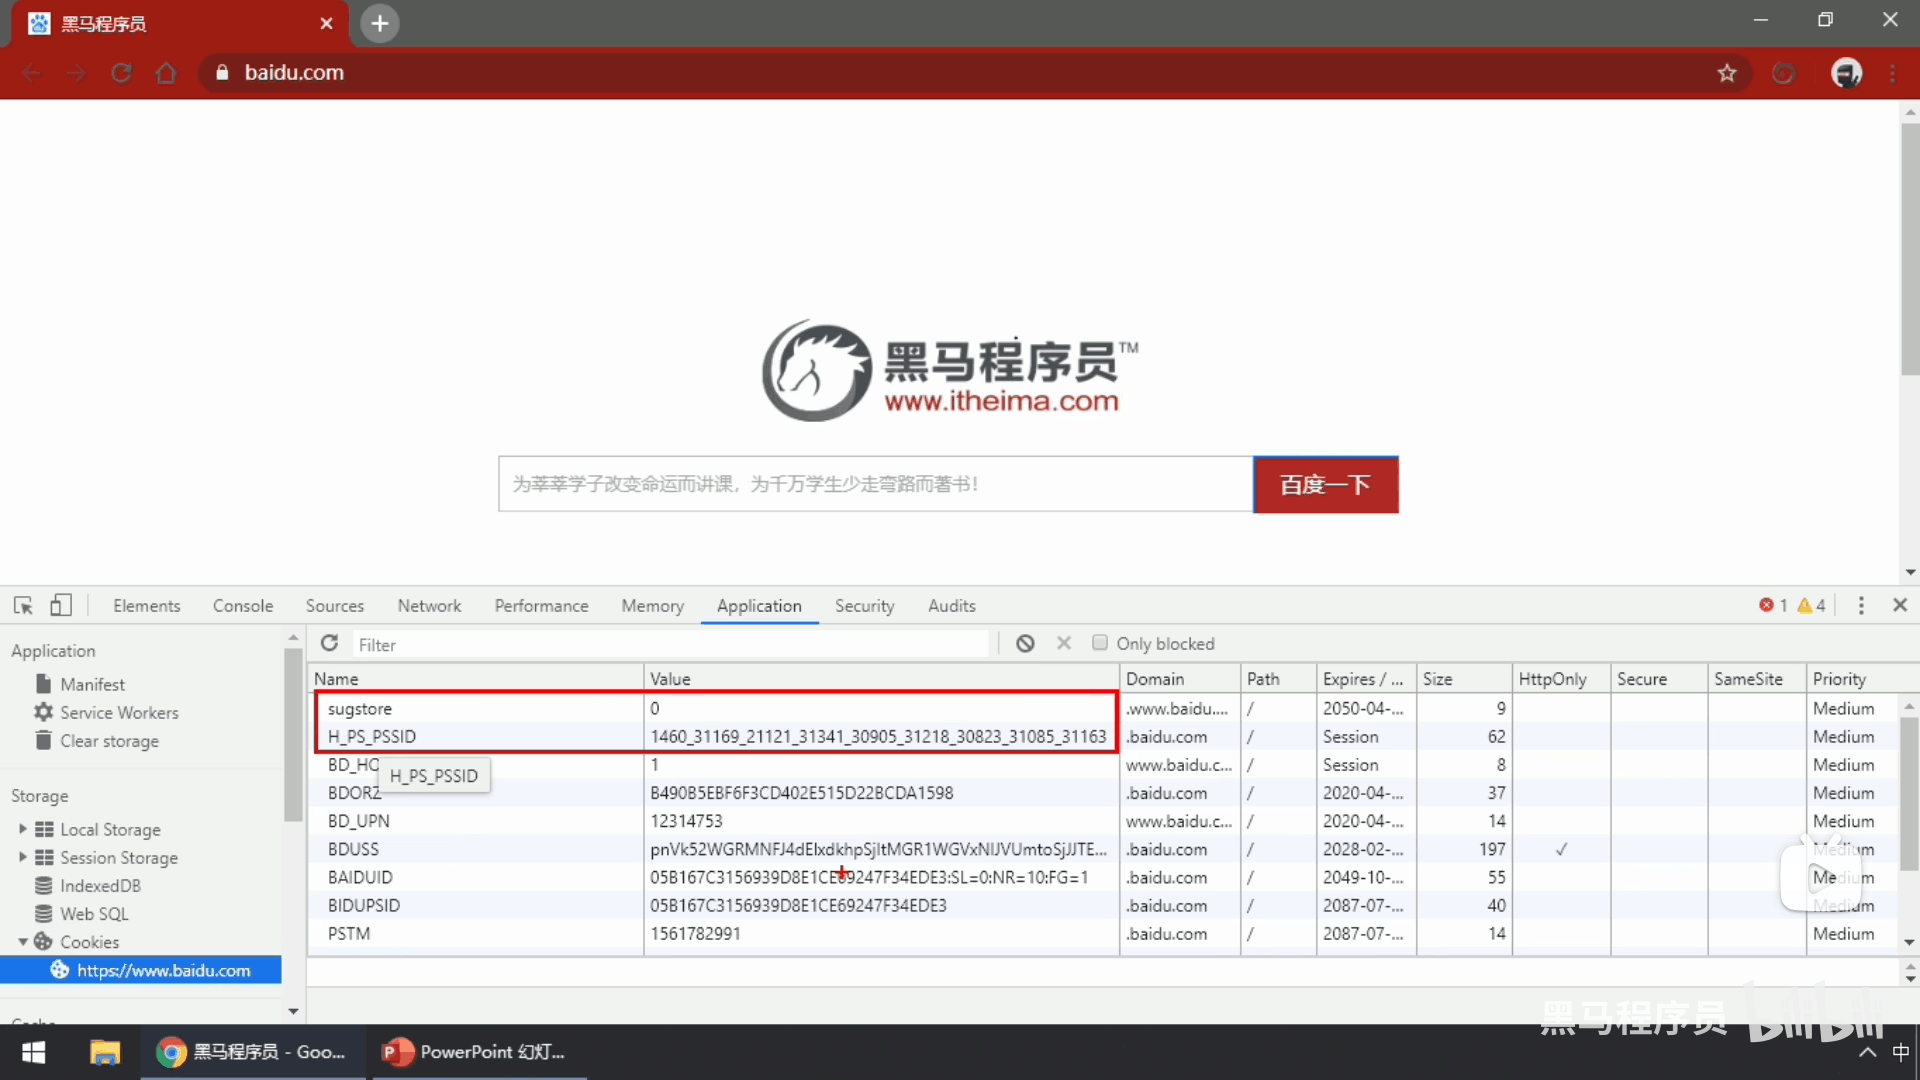 黑马程序员
baidu.com
黑马程序员™
www.itheima.com
为莘莘学子改变命运而讲课，为千万学生少走弯路而著书！
百度一下
Elements Console Sources Network Performance Memory Application Security Audits 1 4
Application
Manifest
Service Workers
Clear storage
Storage
Local Storage
Session Storage
IndexedDB
Web SQL
Cookies
https://www.baidu.com
Filter Only blocked
Name Value Domain Path Expires / ... Size HttpOnly Secure SameSite Priority
sugstore 0 .www.baidu.... / 2050-04-... 9 Medium
H_PS_PSSID 1460_31169_21121_31341_30905_31218_30823_31085_31163 .baidu.com / Session 62 Medium
BD_HO 1 www.baidu.c... / Session 8 Medium
H_PS_PSSID
BDORZ B490B5EBF6F3CD402E515D22BCDA1598 .baidu.com / 2020-04-... 37 Medium
BD_UPN 12314753 www.baidu.c... / 2020-04-... 14 Medium
BDUSS .baidu.com / 2028-02-... 197 ✓ Medium
BAIDUID 05B167C3156939D8E1CE69247F34EDE3:SL=0:NR=10:FG=1 .baidu.com / 2049-10-... 55 Medium
BIDUPSID 05B167C3156939D8E1CE69247F34EDE3 .baidu.com / 2087-07-... 40 Medium
PSTM 1561782991 .baidu.com / 2087-07-... 14 Medium
黑马程序员 bilibili
黑马程序员 - Goo... PowerPoint 幻灯... 中